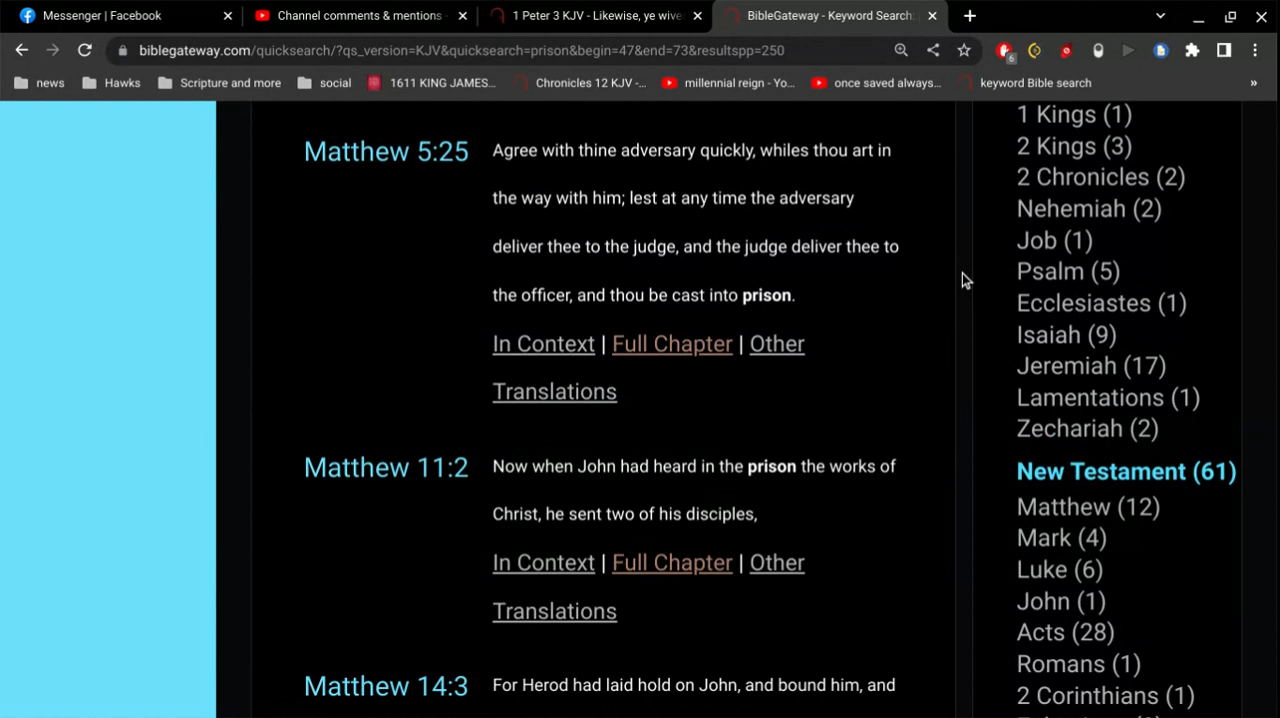 Messenger | Facebook
Channel comments & mentions -
1 Peter 3 KJV - Likewise, ye wive
BibleGateway - Keyword Search:
biblegateway.com/quicksearch/?qs_version=KJV&quicksearch=prison&begin=47&end=73&resultspp=250
6
news
Hawks
Scripture and more
social
1611 KING JAMES...
Chronicles 12 KJV -...
millennial reign - Yo...
once saved always...
keyword Bible search
»
Matthew 5:25
Agree with thine adversary quickly, whiles thou art in
the way with him; lest at any time the adversary
deliver thee to the judge, and the judge deliver thee to
the officer, and thou be cast into prison.
In Context | Full Chapter | Other
Translations
Matthew 11:2
Now when John had heard in the prison the works of
Christ, he sent two of his disciples,
In Context | Full Chapter | Other
Translations
Matthew 14:3
For Herod had laid hold on John, and bound him, and
1 Kings (1)
2 Kings (3)
2 Chronicles (2)
Nehemiah (2)
Job (1)
Psalm (5)
Ecclesiastes (1)
Isaiah (9)
Jeremiah (17)
Lamentations (1)
Zechariah (2)
New Testament (61)
Matthew (12)
Mark (4)
Luke (6)
John (1)
Acts (28)
Romans (1)
2 Corinthians (1)